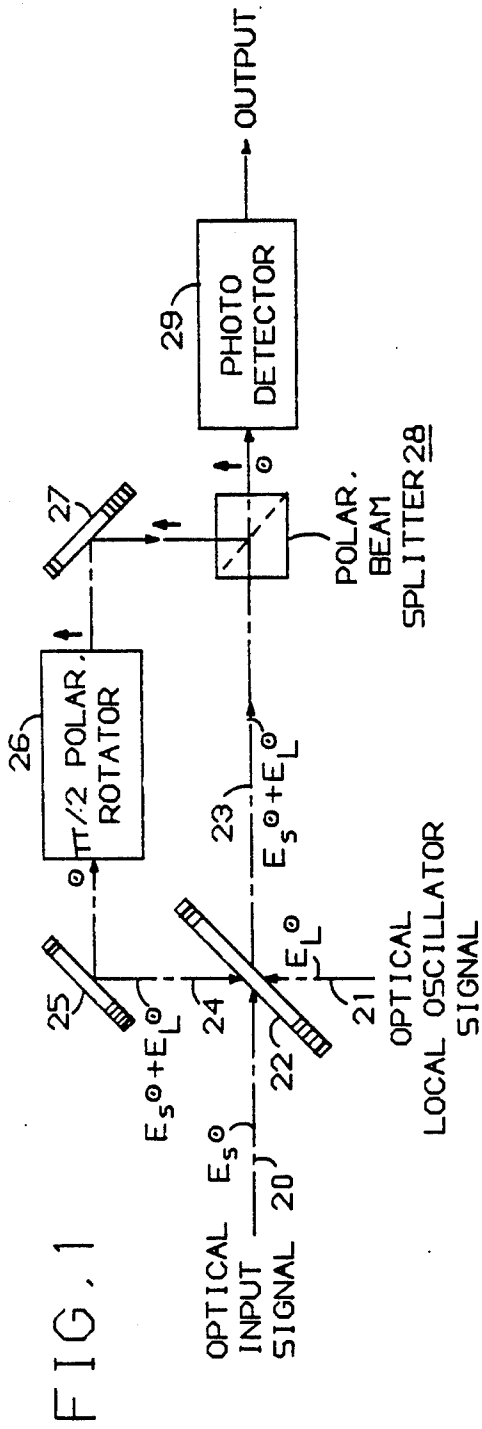 FIG. 1
OPTICAL
INPUT
SIGNAL 20
E_S⊙
22
21
E_L⊙
OPTICAL
LOCAL OSCILLATOR
SIGNAL
E_S⊙+E_L⊙
24
25
⊙
26
π/2 POLAR.
ROTATOR
27
23
E_S⊙+E_L⊙
POLAR.
BEAM
SPLITTER 28
⊙
29
PHOTO
DETECTOR
OUTPUT